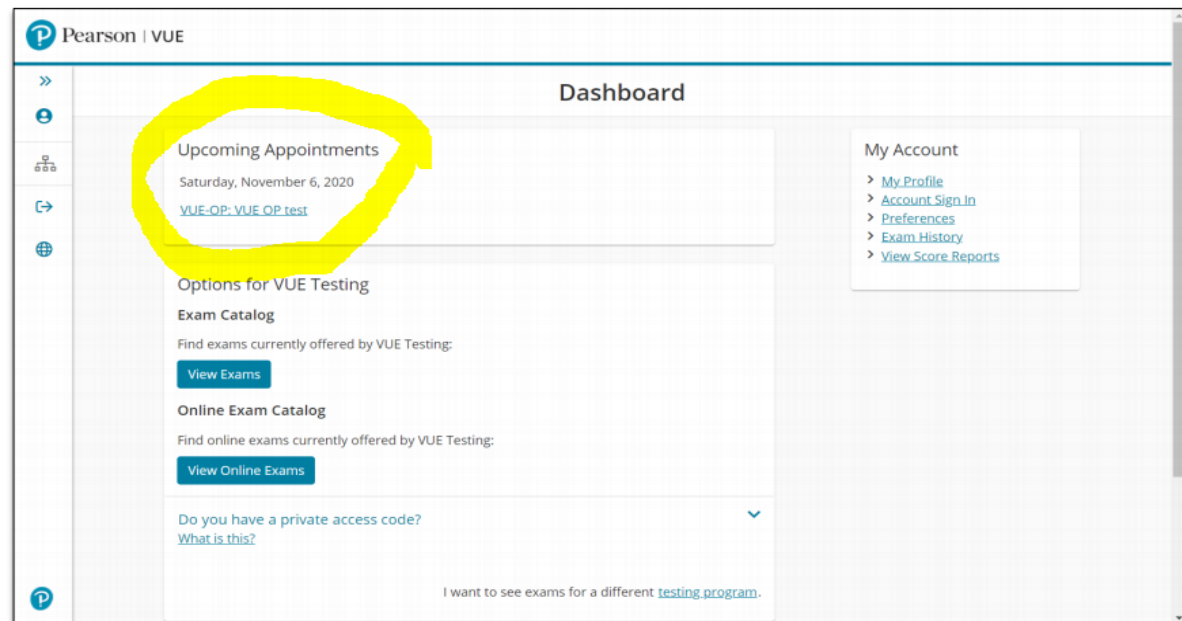 Pearson | VUE
Dashboard
Upcoming Appointments
Saturday, November 6, 2020
VUE-OP: VUE OP test
Options for VUE Testing
Exam Catalog
Find exams currently offered by VUE Testing:
View Exams
Online Exam Catalog
Find online exams currently offered by VUE Testing:
View Online Exams
Do you have a private access code?
What is this?
I want to see exams for a different testing program.
My Account
My Profile
Account Sign In
Preferences
Exam History
View Score Reports